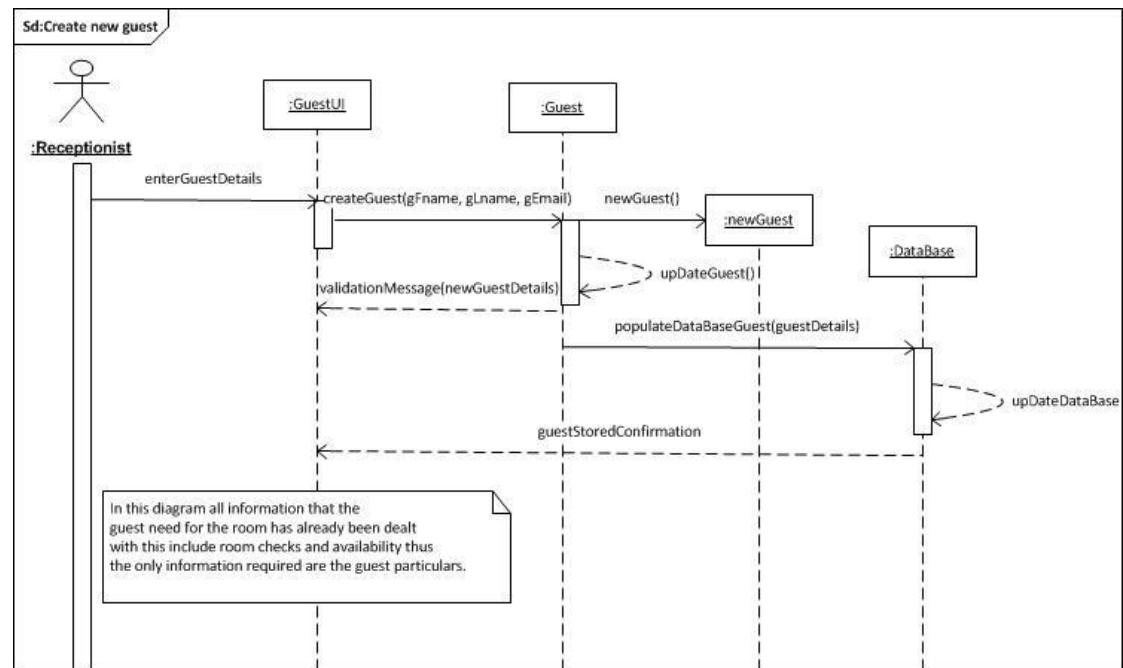 Sd:Create new guest
:GuestUI
:Guest
:Receptionist
enterGuestDetails
createGuest(gFname, gLname, gEmail)
newGuest()
:newGuest
:DataBase
upDateGuest()
validationMessage(newGuestDetails)
populateDataBaseGuest(guestDetails)
upDateDataBase
guestStoredConfirmation
In this diagram all information that the
guest need for the room has already been dealt
with this include room checks and availability thus
the only information required are the guest particulars.